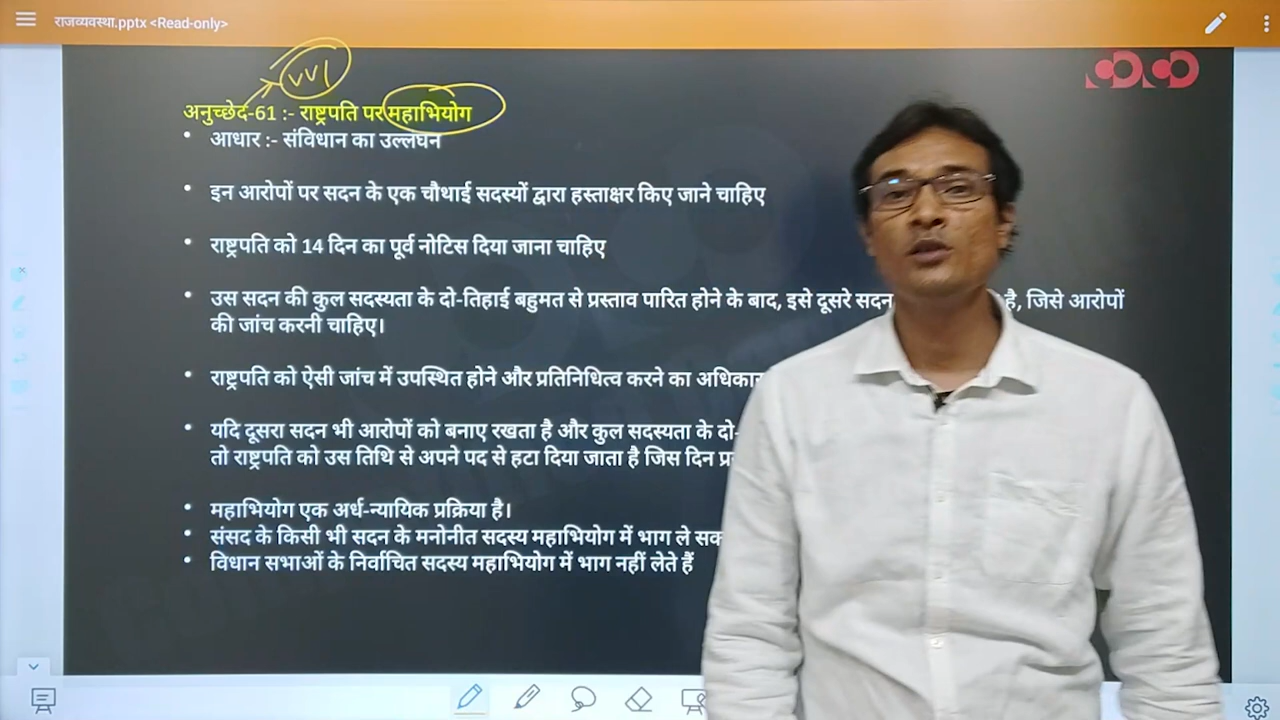 राजव्यवस्था.pptx <Read-only>
VVI
अनुच्छेद-61 :- राष्ट्रपति पर महाभियोग
• आधार :- संविधान का उल्लघन
• इन आरोपों पर सदन के एक चौथाई सदस्यों द्वारा हस्ताक्षर किए जाने चाहिए
• राष्ट्रपति को 14 दिन का पूर्व नोटिस दिया जाना चाहिए
• उस सदन की कुल सदस्यता के दो-तिहाई बहुमत से प्रस्ताव पारित होने के बाद, इसे दूसरे सदन है, जिसे आरोपों
की जांच करनी चाहिए।
• राष्ट्रपति को ऐसी जांच में उपस्थित होने और प्रतिनिधित्व करने का अधिकार
• यदि दूसरा सदन भी आरोपों को बनाए रखता है और कुल सदस्यता के दो-
तो राष्ट्रपति को उस तिथि से अपने पद से हटा दिया जाता है जिस दिन
• महाभियोग एक अर्ध-न्यायिक प्रक्रिया है।
• संसद के किसी भी सदन के मनोनीत सदस्य महाभियोग में भाग ले
• विधान सभाओं के निर्वाचित सदस्य महाभियोग में भाग नहीं लेते हैं